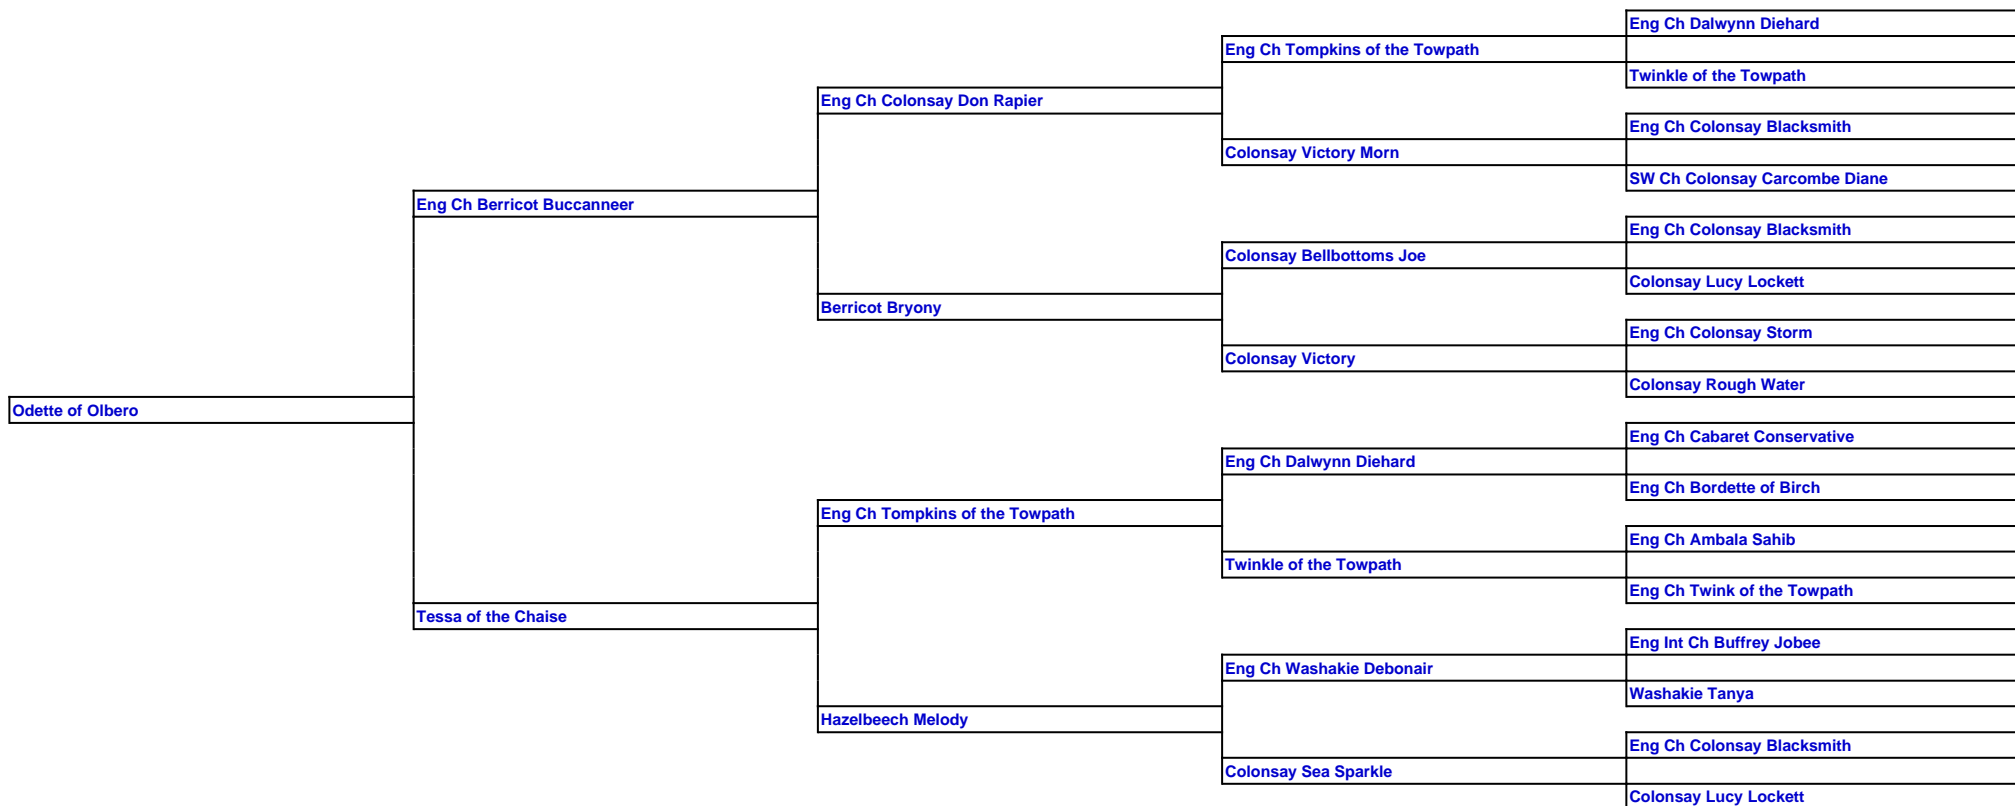 Eng Ch Dalwynn Diehard
Eng Ch Tompkins of the Towpath
Twinkle of the Towpath
Eng Ch Colonsay Don Rapier
Eng Ch Colonsay Blacksmith
Colonsay Victory Morn
SW Ch Colonsay Carcombe Diane
Eng Ch Berricot Buccanneer
Eng Ch Colonsay Blacksmith
Colonsay Bellbottoms Joe
Colonsay Lucy Lockett
Berricot Bryony
Eng Ch Colonsay Storm
Colonsay Victory
Colonsay Rough Water
Odette of Olbero
Eng Ch Cabaret Conservative
Eng Ch Dalwynn Diehard
Eng Ch Bordette of Birch
Eng Ch Tompkins of the Towpath
Eng Ch Ambala Sahib
Twinkle of the Towpath
Eng Ch Twink of the Towpath
Tessa of the Chaise
Eng Int Ch Buffrey Jobee
Eng Ch Washakie Debonair
Washakie Tanya
Hazelbeech Melody
Eng Ch Colonsay Blacksmith
Colonsay Sea Sparkle
Colonsay Lucy Lockett